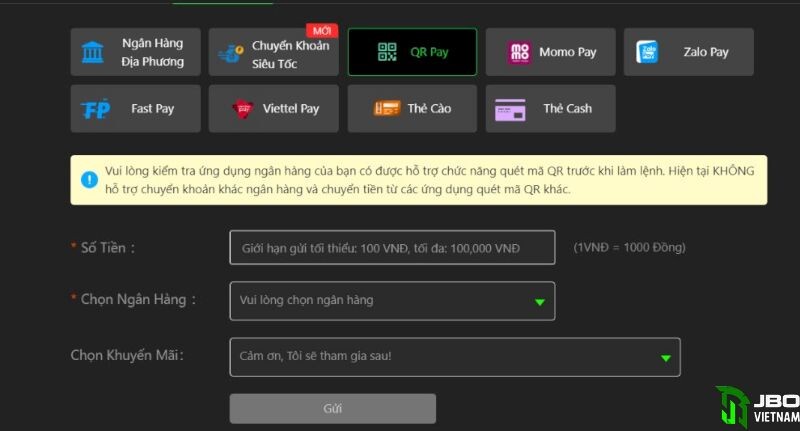 Ngân Hàng
Địa Phương
MỚI
Chuyển Khoản
Siêu Tốc
QR Pay
momo
Momo Pay
Zalo
Zalo Pay
FP
Fast Pay
Viettel Pay
Thẻ Cào
Thẻ Cash
Vui lòng kiểm tra ứng dụng ngân hàng của bạn có được hỗ trợ chức năng quét mã QR trước khi làm lệnh. Hiện tại KHÔNG
hỗ trợ chuyển khoản khác ngân hàng và chuyển tiền từ các ứng dụng quét mã QR khác.
* Số Tiền :
Giới hạn gửi tối thiểu: 100 VNĐ, tối đa: 100,000 VNĐ
(1VNĐ = 1000 Đồng)
* Chọn Ngân Hàng :
Vui lòng chọn ngân hàng
Chọn Khuyến Mãi:
Cảm ơn, Tôi sẽ tham gia sau!
Gửi
JBO
VIETNAM